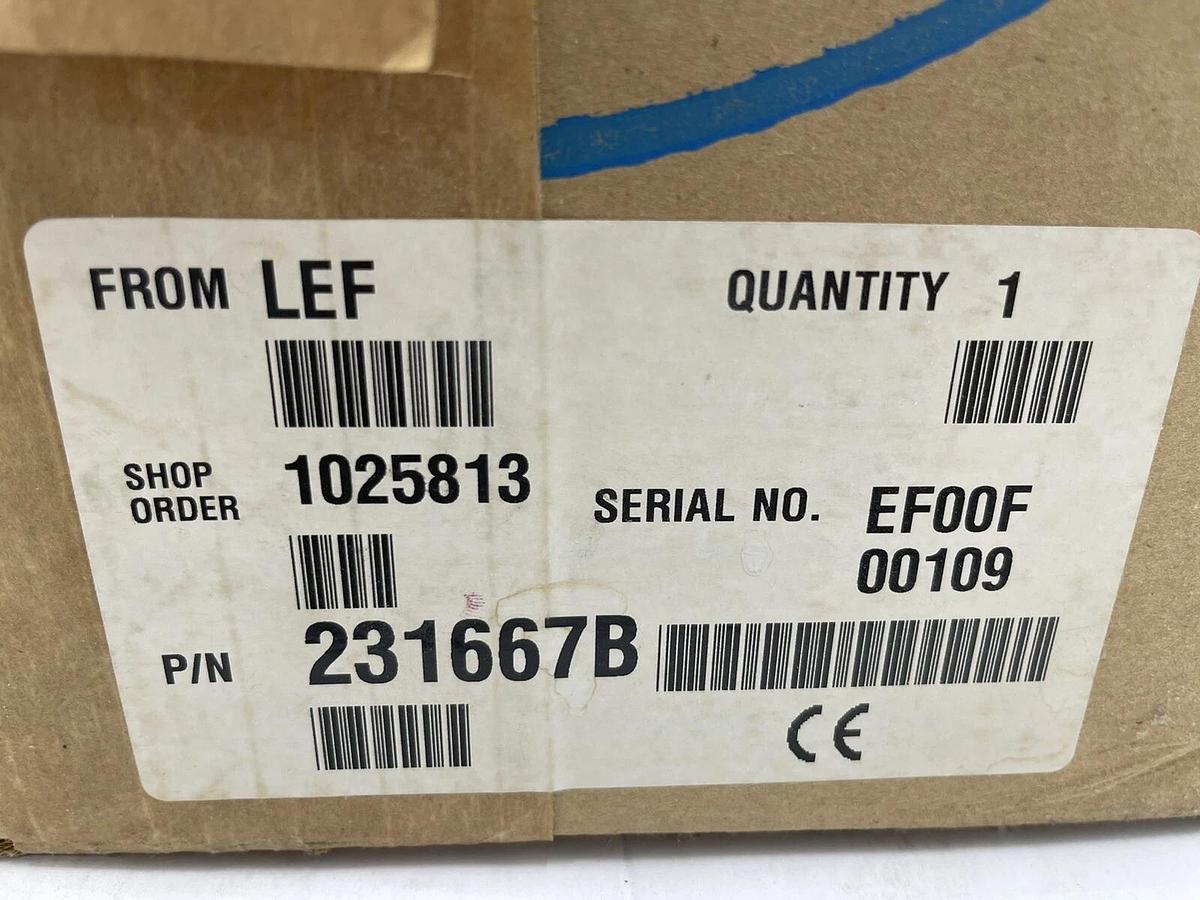 FROM LEF
QUANTITY 1
SHOP
ORDER
1025813
SERIAL NO. EF00F
00109
P/N 231667B
CE